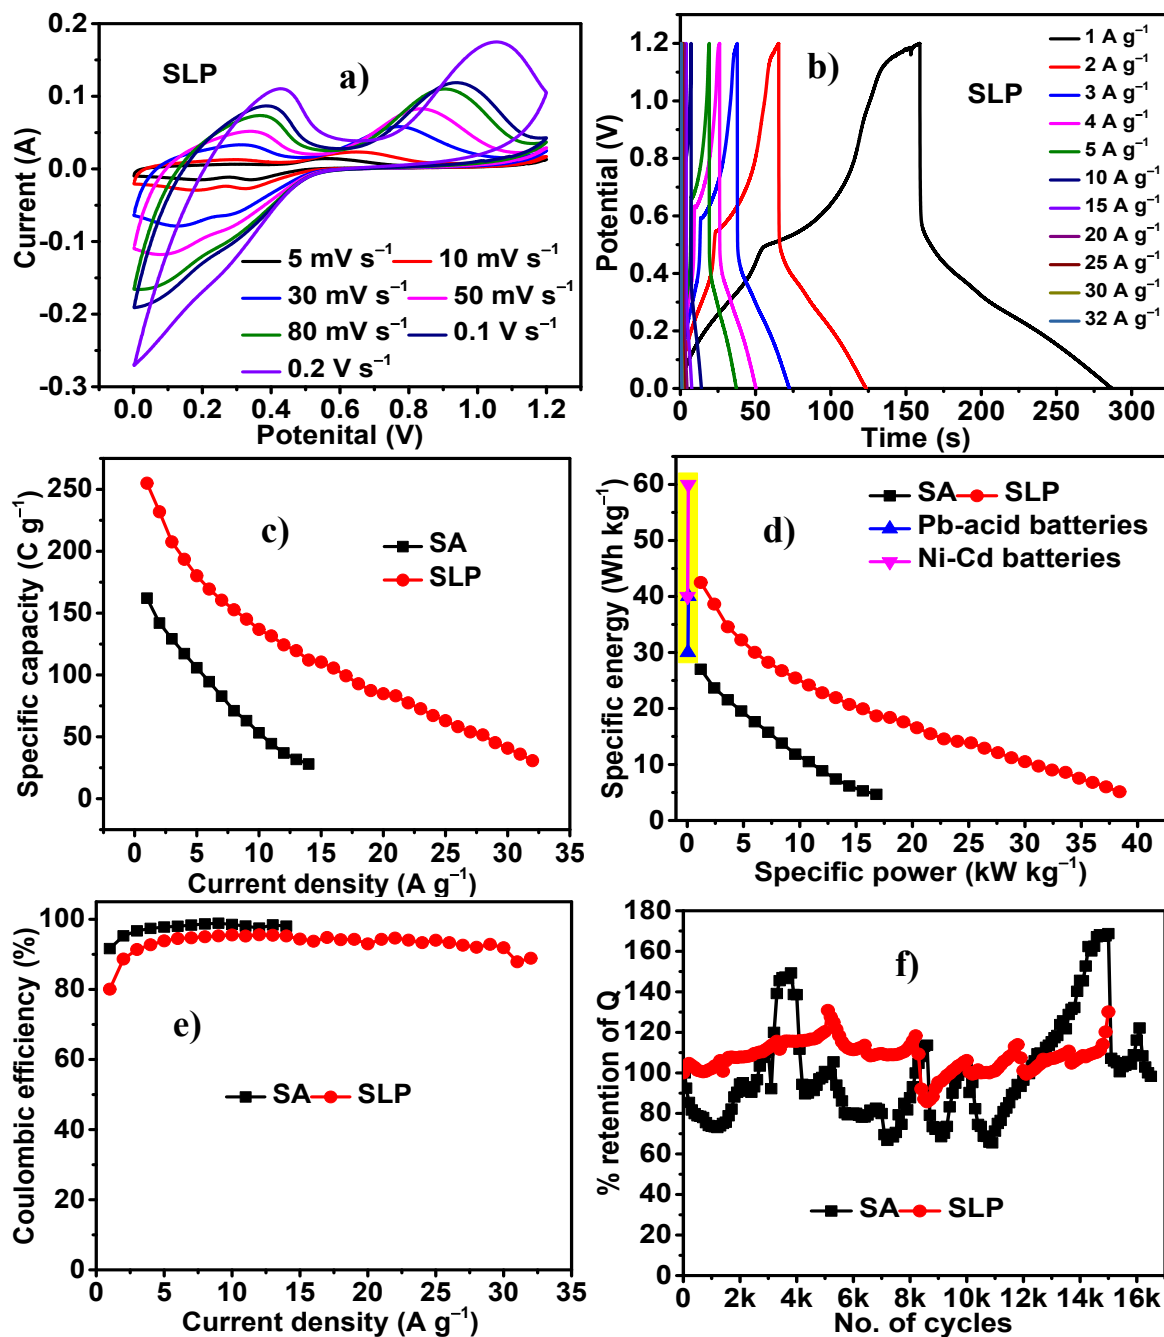 SLP
a)
0.2
0.1
0.0
-0.1
-0.2
-0.3
Current (A)
5 mV s⁻¹ 10 mV s⁻¹
30 mV s⁻¹ 50 mV s⁻¹
80 mV s⁻¹ 0.1 V s⁻¹
0.2 V s⁻¹
0.0 0.2 0.4 0.6 0.8 1.0 1.2
Potenital (V)
b)
SLP
1.2
1.0
0.8
0.6
0.4
0.2
0.0
Potential (V)
1 A g⁻¹
2 A g⁻¹
3 A g⁻¹
4 A g⁻¹
5 A g⁻¹
10 A g⁻¹
15 A g⁻¹
20 A g⁻¹
25 A g⁻¹
30 A g⁻¹
32 A g⁻¹
0 50 100 150 200 250 300
Time (s)
c)
250
200
150
100
50
0
Specific capacity (C g⁻¹)
SA
SLP
0 5 10 15 20 25 30 35
Current density (A g⁻¹)
d)
60
50
40
30
20
10
0
Specific energy (Wh kg⁻¹)
SA SLP
Pb-acid batteries
Ni-Cd batteries
0 5 10 15 20 25 30 35 40
Specific power (kW kg⁻¹)
e)
100
80
60
40
20
0
Coulombic efficiency (%)
SA SLP
0 5 10 15 20 25 30 35
Current density (A g⁻¹)
f)
180
160
140
120
100
80
60
40
20
0
% retention of Q
SA SLP
0 2k 4k 6k 8k 10k 12k 14k 16k
No. of cycles